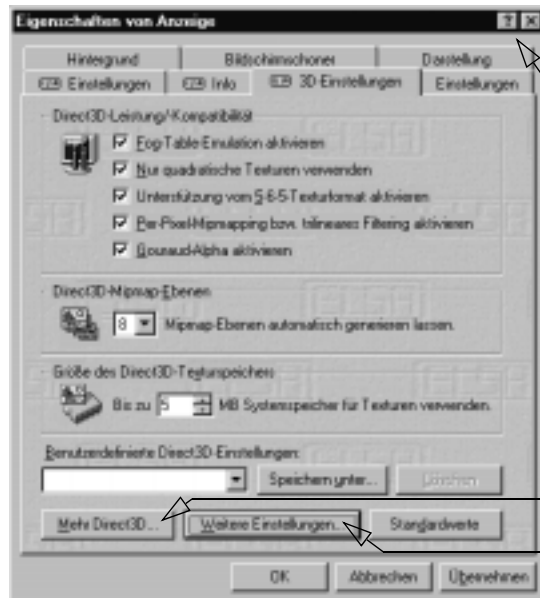 Eigenschaften von Anzeige
Hintergrund Bildschirmschoner Darstellung
Einstellungen Info 3D-Einstellungen Einstellungen
Direct3D-Leistung/-Kompatibilität
Fog-Table-Emulation aktivieren
Nur quadratische Texturen verwenden
Unterstützung vom 5-6-5-Texturformat aktivieren
Per-Pixel-Mipmapping bzw. trilineares Filtering aktivieren
Gouraud-Alpha aktivieren
Direct3D-Mipmap-Ebenen
8 Mipmap-Ebenen automatisch generieren lassen.
Größe des Direct3D-Texturspeichers
Bis zu 5 MB Systemspeicher für Texturen verwenden.
Benutzerdefinierte Direct3D-Einstellungen:
Speichern unter... Löschen
Mehr Direct3D... Weitere Einstellungen... Standardwerte
OK Abbrechen Übernehmen